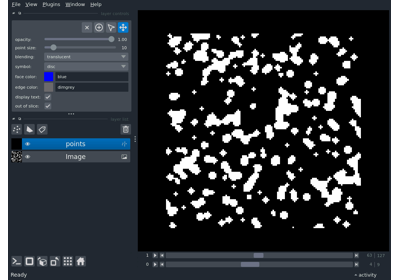 File View Plugins Window Help
opacity: 1.00
point size: 10
blending: translucent
symbol: disc
face color: blue
edge color: dimgrey
display text:
out of slice:
points
Image
1
0
Ready
activity